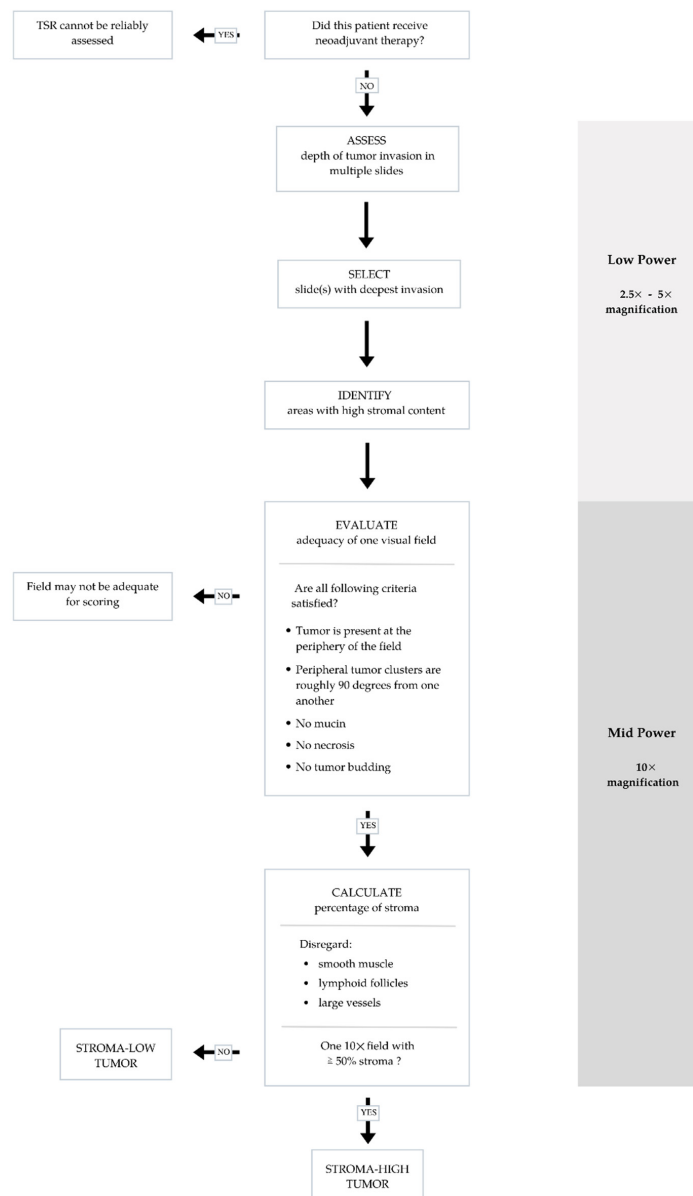 TSR cannot be reliably
assessed
YES
Did this patient receive
neoadjuvant therapy?
NO
ASSESS
depth of tumor invasion in
multiple slides
SELECT
slide(s) with deepest invasion
IDENTIFY
areas with high stromal content
Low Power
2.5× - 5×
magnification
EVALUATE
adequacy of one visual field
Are all following criteria
satisfied?
• Tumor is present at the
periphery of the field
• Peripheral tumor clusters are
roughly 90 degrees from one
another
• No mucin
• No necrosis
• No tumor budding
Field may not be adequate
for scoring
NO
Mid Power
10×
magnification
YES
CALCULATE
percentage of stroma
Disregard:
• smooth muscle
• lymphoid follicles
• large vessels
One 10× field with
≧ 50% stroma ?
STROMA-LOW
TUMOR
NO
YES
STROMA-HIGH
TUMOR